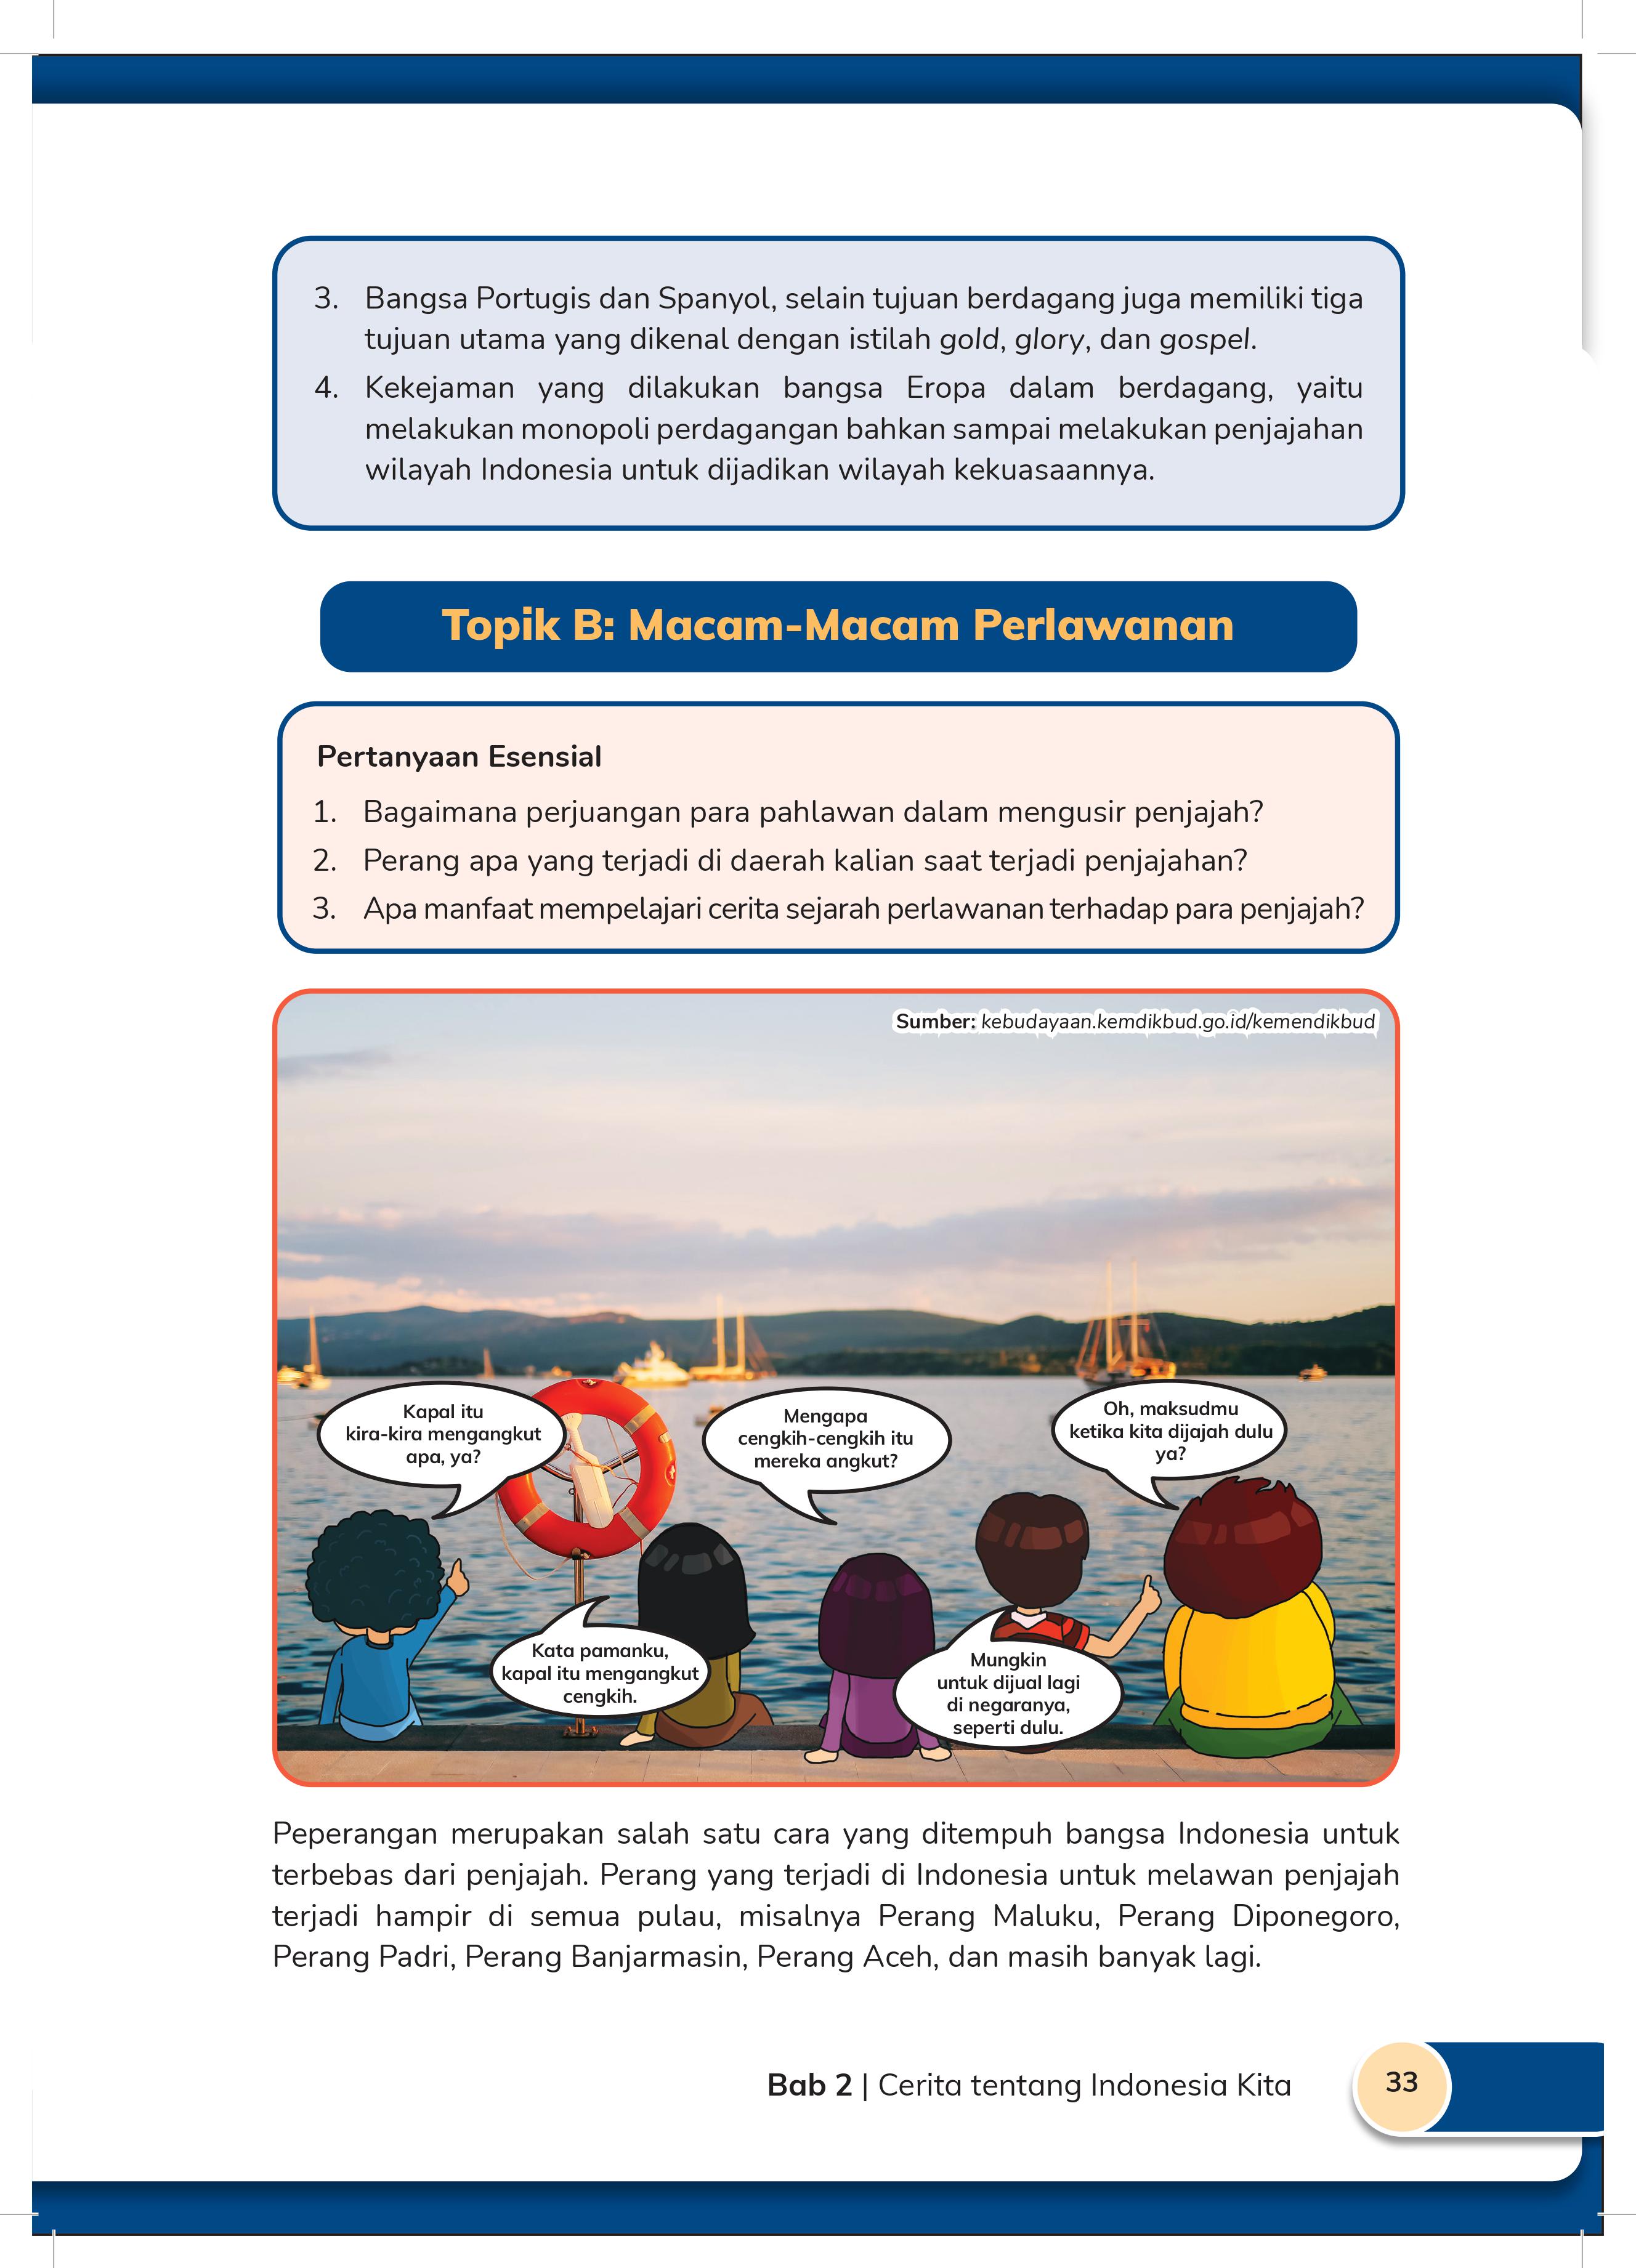 3. Bangsa Portugis dan Spanyol, selain tujuan berdagang juga memiliki tiga
tujuan utama yang dikenal dengan istilah gold, glory, dan gospel.
4. Kekejaman yang dilakukan bangsa Eropa dalam berdagang, yaitu
melakukan monopoli perdagangan bahkan sampai melakukan penjajahan
wilayah Indonesia untuk dijadikan wilayah kekuasaannya.
Topik B: Macam-Macam Perlawanan
Pertanyaan Esensial
1. Bagaimana perjuangan para pahlawan dalam mengusir penjajah?
2. Perang apa yang terjadi di daerah kalian saat terjadi penjajahan?
3. Apa manfaat mempelajari cerita sejarah perlawanan terhadap para penjajah?
Sumber: kebudayaan.kemdikbud.go.id/kemendikbud
Kapal itu
kira-kira mengangkut
apa, ya?
Kata pamanku,
kapal itu mengangkut
cengkih.
Mengapa
cengkih-cengkih itu
mereka angkut?
Mungkin
untuk dijual lagi
di negaranya,
seperti dulu.
Oh, maksudmu
ketika kita dijajah dulu
ya?
Peperangan merupakan salah satu cara yang ditempuh bangsa Indonesia untuk
terbebas dari penjajah. Perang yang terjadi di Indonesia untuk melawan penjajah
terjadi hampir di semua pulau, misalnya Perang Maluku, Perang Diponegoro,
Perang Padri, Perang Banjarmasin, Perang Aceh, dan masih banyak lagi.
Bab 2 | Cerita tentang Indonesia Kita
33